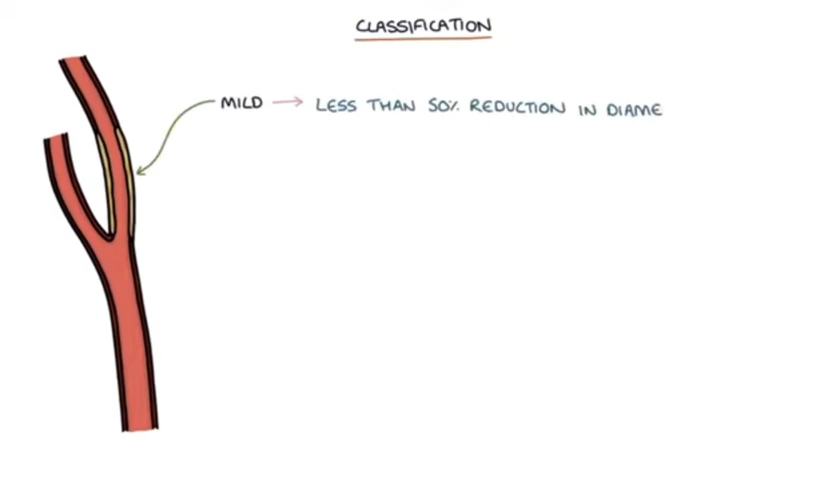 CLASSIFICATION
MILD → LESS THAN 50% REDUCTION IN DIAME